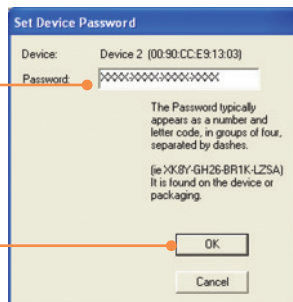 Set Device Password
Device: Device 2 (00:90:CC:E9:13:03)
Password: XXXX-XXXX-XXXX-XXXX
The Password typically
appears as a number and
letter code, in groups of four,
separated by dashes.
(ie XK8Y-GH26-BR1K-LZSA)
It is found on the device or
packaging.
OK
Cancel